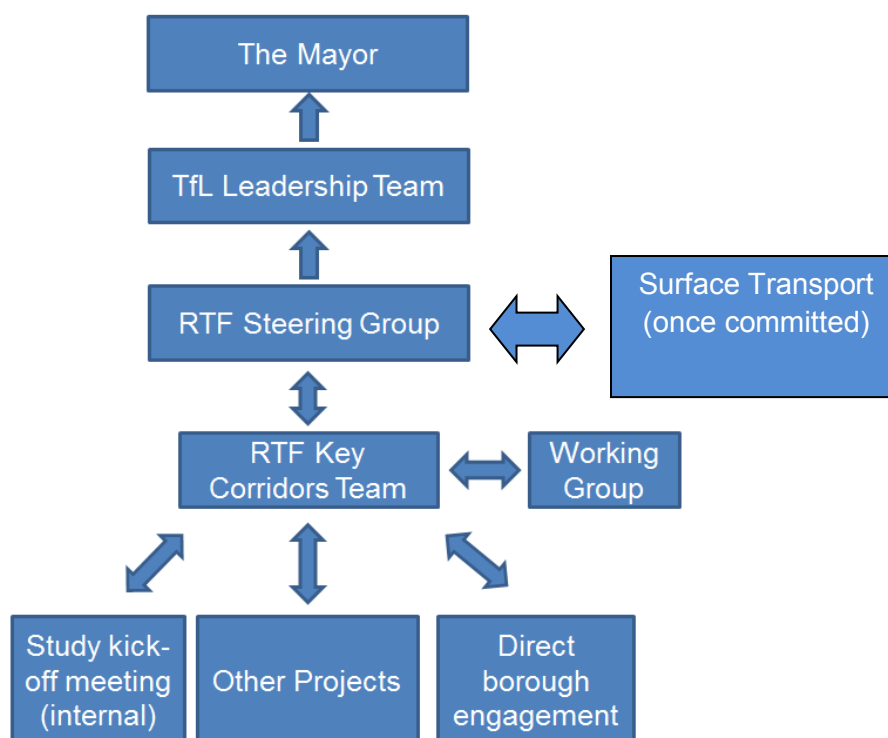 The Mayor
TfL Leadership Team
RTF Steering Group
Surface Transport
(once committed)
RTF Key
Corridors Team
Working
Group
Study kick-
off meeting
(internal)
Other Projects
Direct
borough
engagement